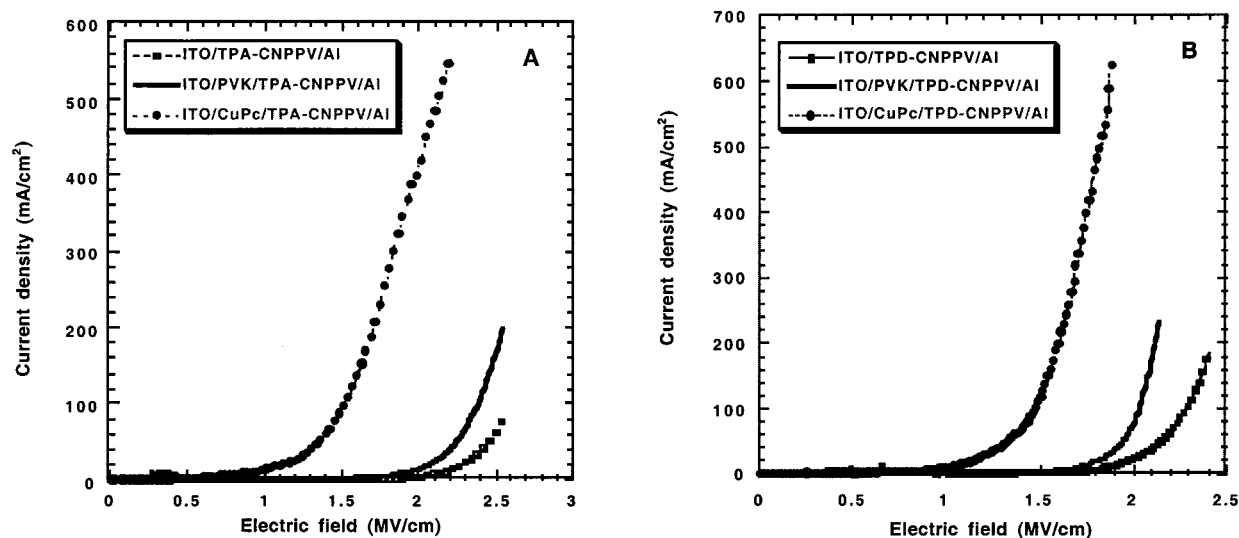 A
ITO/TPA-CNPPV/Al
ITO/PVK/TPA-CNPPV/Al
ITO/CuPc/TPA-CNPPV/Al
Current density (mA/cm²)
600
500
400
300
200
100
0
0 0.5 1 1.5 2 2.5 3
Electric field (MV/cm)
B
ITO/TPD-CNPPV/Al
ITO/PVK/TPD-CNPPV/Al
ITO/CuPc/TPD-CNPPV/Al
Current density (mA/cm²)
700
600
500
400
300
200
100
0
0 0.5 1 1.5 2 2.5
Electric field (MV/cm)